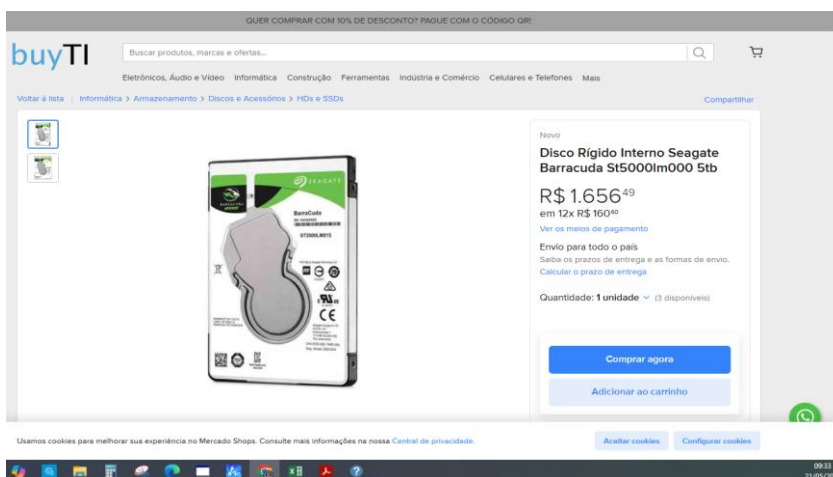 QUER COMPRAR COM 10% DE DESCONTO? PAGUE COM O CÓDIGO QR!
buyTI
Buscar produtos, marcas e ofertas...
Eletrônicos, Áudio e Vídeo Informática Construção Ferramentas Indústria e Comércio Celulares e Telefones Mais
Voltar à lista | Informática > Armazenamento > Discos e Acessórios > HDs e SSDs
Compartilhar
Novo
Disco Rígido Interno Seagate
Barracuda St5000lm000 5tb
R$ 1.656 49
em 12x R$ 160 40
Ver os meios de pagamento
Envio para todo o país
Saiba os prazos de entrega e as formas de envio.
Calcular o prazo de entrega
Quantidade: 1 unidade (3 disponíveis)
Comprar agora
Adicionar ao carrinho
SEAGATE
BarraCuda
Usamos cookies para melhorar sua experiência no Mercado Shops. Consulte mais informações na nossa Central de privacidade.
Aceitar cookies
Configurar cookies
09:33